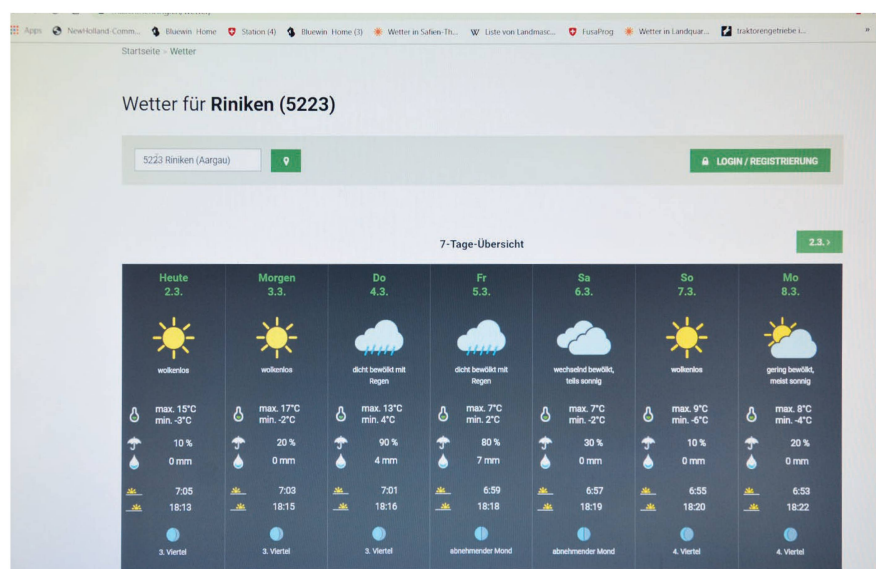 Apps NewHolland-Comm... Bluewin Home Station (4) Bluewin Home (3) Wetter in Safien-Th... W Liste von Landmasc... FusaProg Wetter in Landquar... traktorengetriebe i... »
Startseite - Wetter
Wetter für Riniken (5223)
5223 Riniken (Aargau) LOGIN / REGISTRIERUNG
7-Tage-Übersicht 2.3. >
Heute Morgen Do Fr Sa So Mo
2.3. 3.3. 4.3. 5.3. 6.3. 7.3. 8.3.
wolkenlos wolkenlos dicht bewölkt mit dicht bewölkt mit wechselnd bewölkt, wolkenlos gering bewölkt,
Regen Regen teils sonnig meist sonnig
max. 15°C max. 17°C max. 13°C max. 7°C max. 7°C max. 9°C max. 8°C
min. -3°C min. -2°C min. 4°C min. 2°C min. -2°C min. -6°C min. -4°C
10 % 20 % 90 % 80 % 30 % 10 % 20 %
0 mm 0 mm 4 mm 7 mm 0 mm 0 mm 0 mm
7:05 7:03 7:01 6:59 6:57 6:55 6:53
18:13 18:15 18:16 18:18 18:19 18:20 18:22
3. Viertel 3. Viertel 3. Viertel abnehmender Mond abnehmender Mond 4. Viertel 4. Viertel